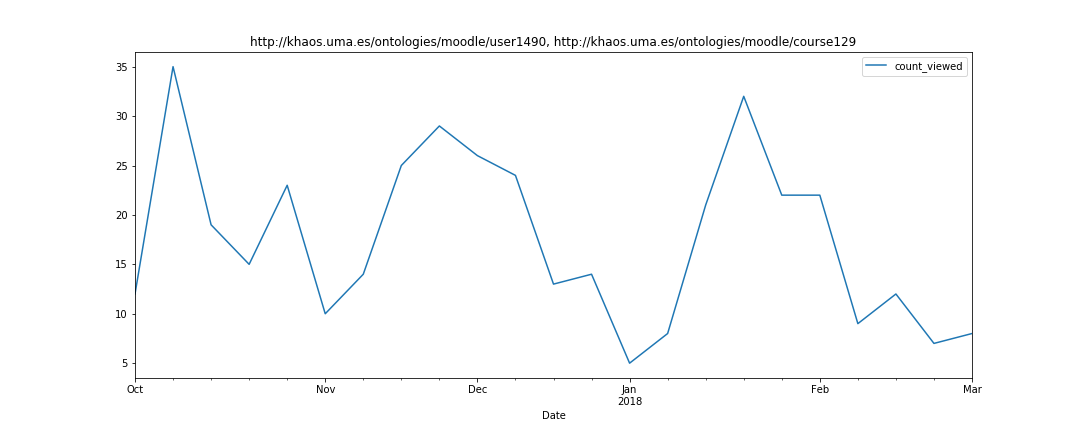 http://khaos.uma.es/ontologies/moodle/user1490, http://khaos.uma.es/ontologies/moodle/course129
count_viewed
35
30
25
20
15
10
5
Oct Nov Dec Jan Feb Mar
2018
Date